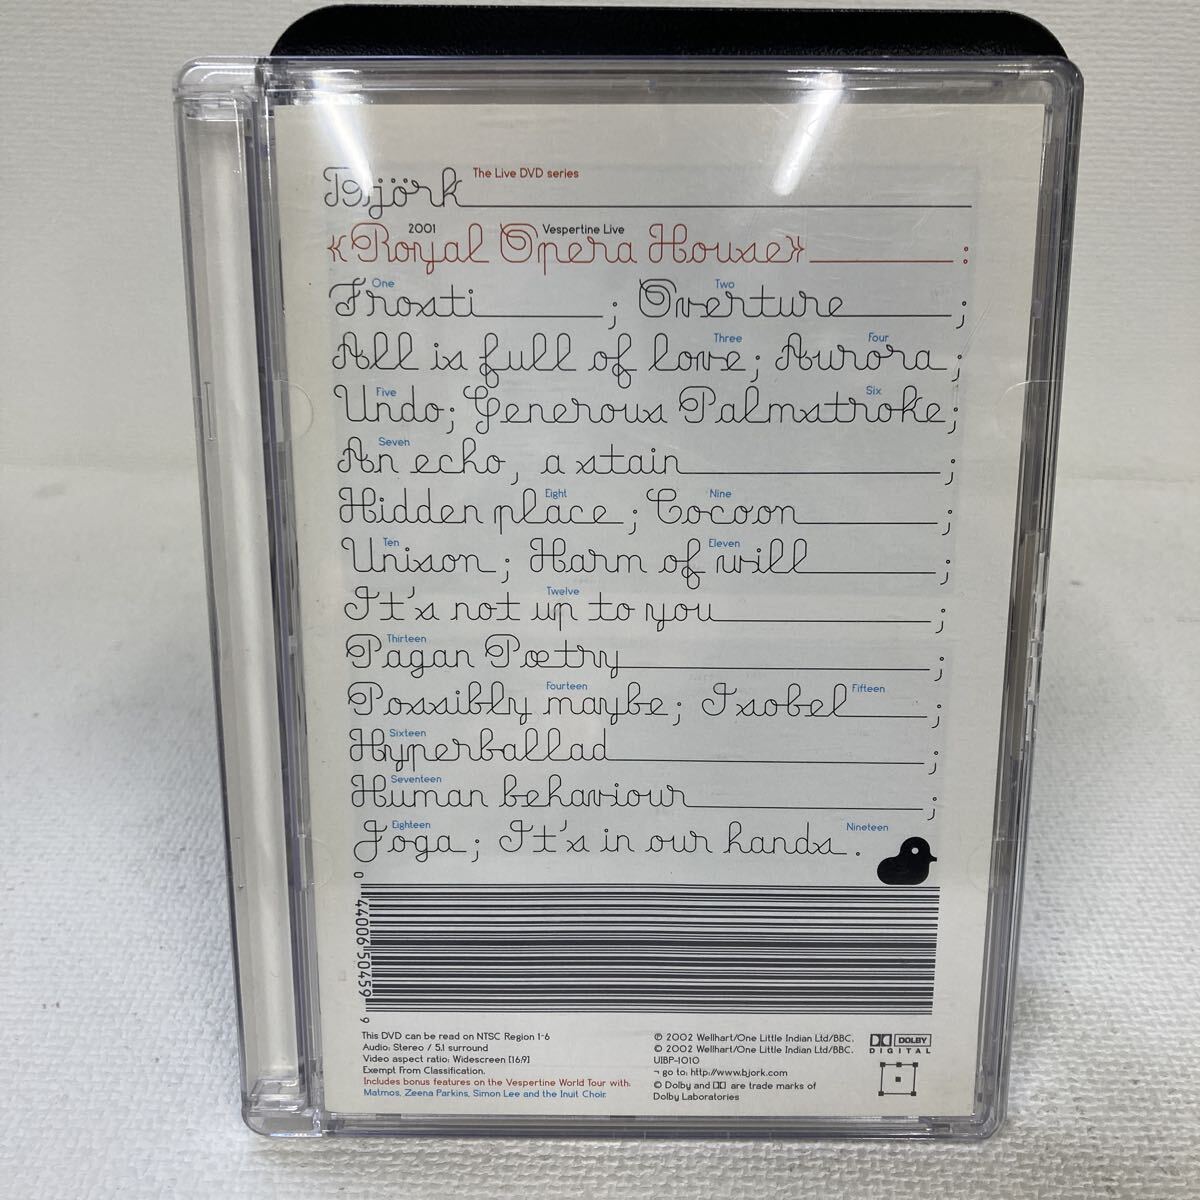 The Live DVD series
Björk
2001 Vespertine Live
«Royal Opera House» :
One Two
Frosti ; Overture ;
Three Four
All is full of love; Aurora ;
Five Six
Undo; Generous Palmstroke;
Seven
An echo, a stain ;
Eight Nine
Hidden place ; Cocoon ;
Ten Eleven
Unison ; Harm of will ;
Twelve
It's not up to you ;
Thirteen
Pagan Pœtry ;
Fourteen Fifteen
Possibly maybe; Isobel ;
Sixteen
Hyperballad ;
Seventeen
Human behaviour ;
Eighteen Nineteen
Joga ; It's in our hands .
0 44006 50459 9
This DVD can be read on NTSC Region 1-6
Audio: Stereo / 5.1 surround
Video aspect ratio: Widescreen [16:9]
Exempt From Classification.
Includes bonus features on the Vespertine World Tour with:
Matmos, Zeena Parkins, Simon Lee and the Inuit Choir.
℗ 2002 Wellhart/One Little Indian Ltd/BBC.
© 2002 Wellhart/One Little Indian Ltd/BBC.
UIBP-1010
¬ go to: http://www.bjork.com
© Dolby and DD are trade marks of
Dolby Laboratories
DOLBY
DIGITAL